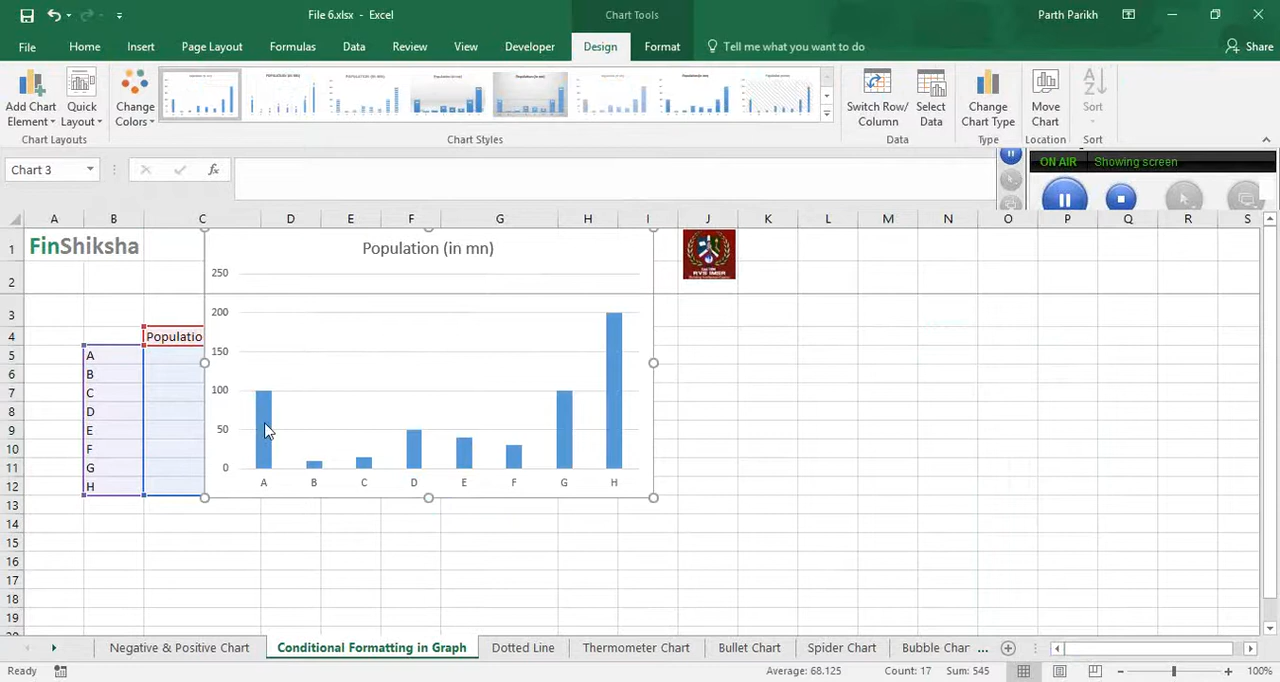 File 6.xlsx - Excel
Chart Tools
Parth Parikh
File Home Insert Page Layout Formulas Data Review View Developer Design Format Tell me what you want to do Share
Add Chart Element
Quick Layout
Change Colors
Switch Row/ Column
Select Data
Change Chart Type
Move Chart
Sort
Chart Layouts
Chart Styles
Data
Type
Location
Sort
Chart 3
fx
ON AIR Showing screen
A B C D E F G H I J K L M N O P Q R S
1 FinShiksha
2
3
4 Populatio
5 A
6 B
7 C
8 D
9 E
10 F
11 G
12 H
13
14
15
16
17
18
19
Population (in mn)
250
200
150
100
50
0
A B C D E F G H
Negative & Positive Chart Conditional Formatting in Graph Dotted Line Thermometer Chart Bullet Chart Spider Chart Bubble Char ...
Ready Average: 68.125 Count: 17 Sum: 545 100%